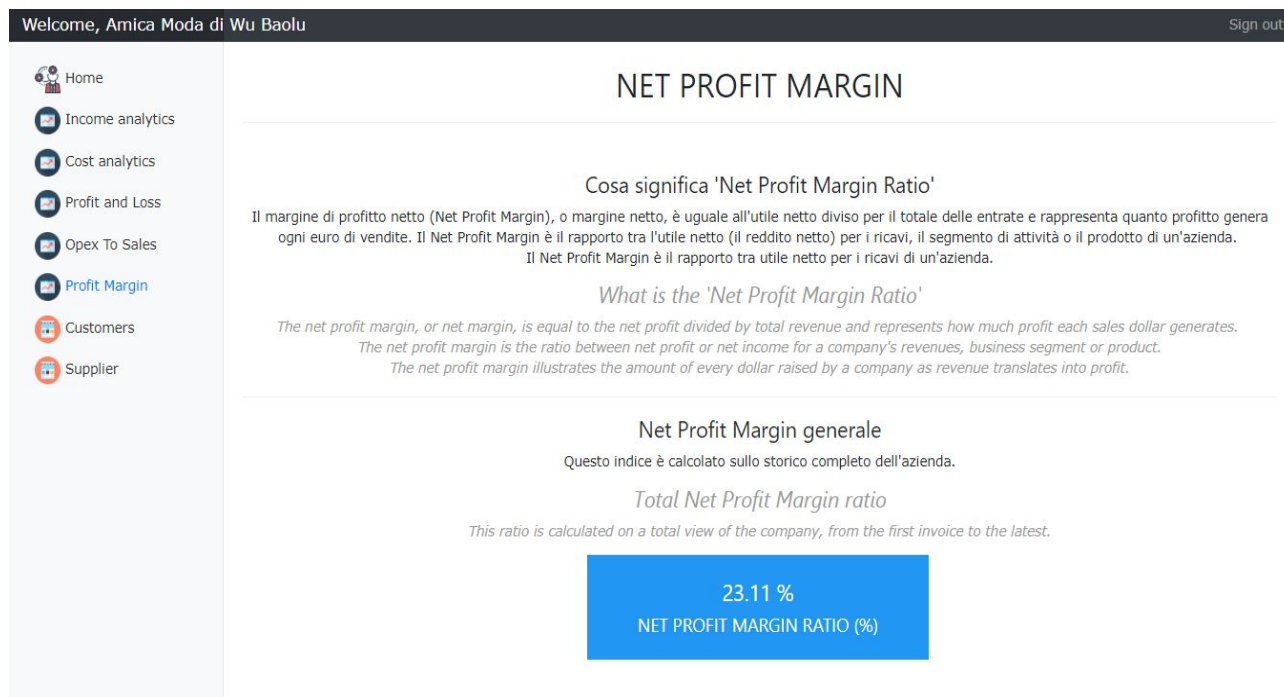 Welcome, Amica Moda di Wu Baolu
Sign out
Home
Income analytics
Cost analytics
Profit and Loss
Opex To Sales
Profit Margin
Customers
Supplier
NET PROFIT MARGIN
Cosa significa 'Net Profit Margin Ratio'
Il margine di profitto netto (Net Profit Margin), o margine netto, è uguale all'utile netto diviso per il totale delle entrate e rappresenta quanto profitto genera
ogni euro di vendite. Il Net Profit Margin è il rapporto tra l'utile netto (il reddito netto) per i ricavi, il segmento di attività o il prodotto di un'azienda.
Il Net Profit Margin è il rapporto tra utile netto per i ricavi di un'azienda.
What is the 'Net Profit Margin Ratio'
The net profit margin, or net margin, is equal to the net profit divided by total revenue and represents how much profit each sales dollar generates.
The net profit margin is the ratio between net profit or net income for a company's revenues, business segment or product.
The net profit margin illustrates the amount of every dollar raised by a company as revenue translates into profit.
Net Profit Margin generale
Questo indice è calcolato sullo storico completo dell'azienda.
Total Net Profit Margin ratio
This ratio is calculated on a total view of the company, from the first invoice to the latest.
23.11 %
NET PROFIT MARGIN RATIO (%)